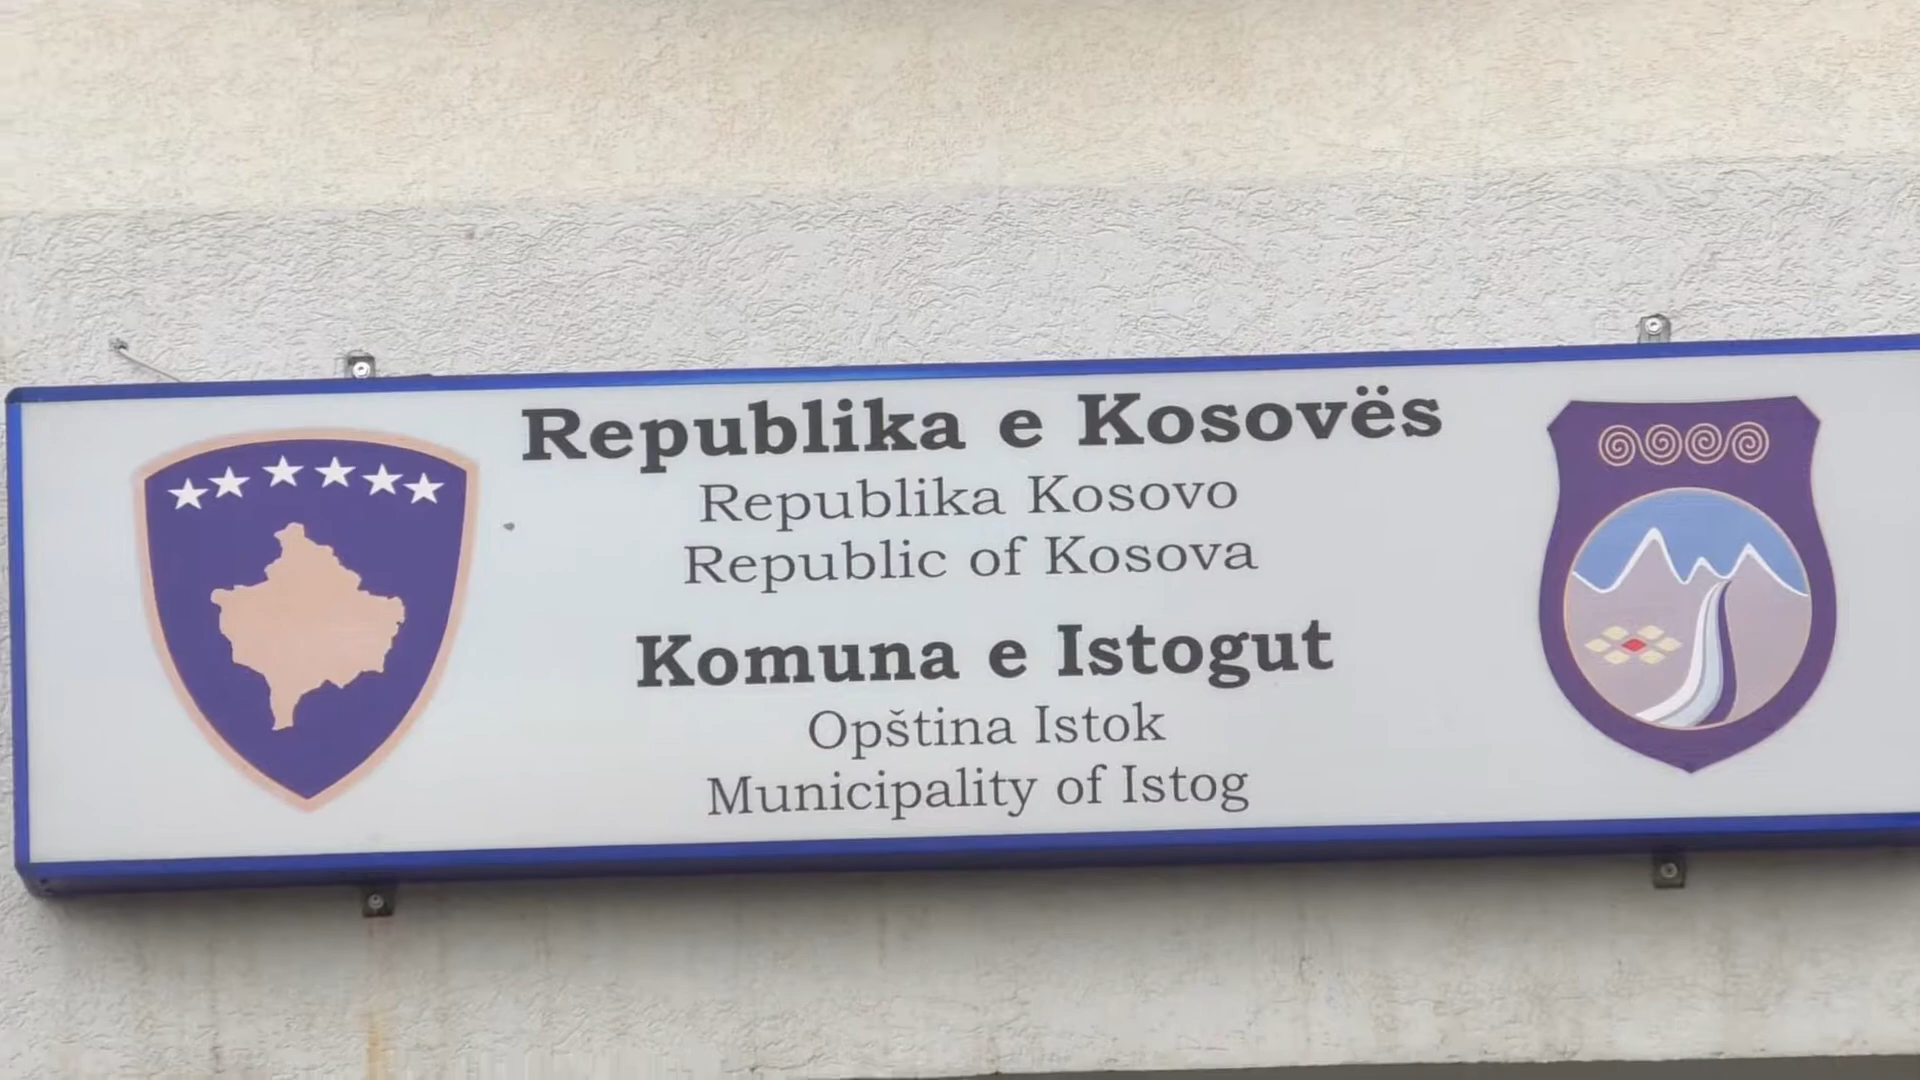 Republika e Kosovës
Republika Kosovo
Republic of Kosova
Komuna e Istogut
Opština Istok
Municipality of Istog